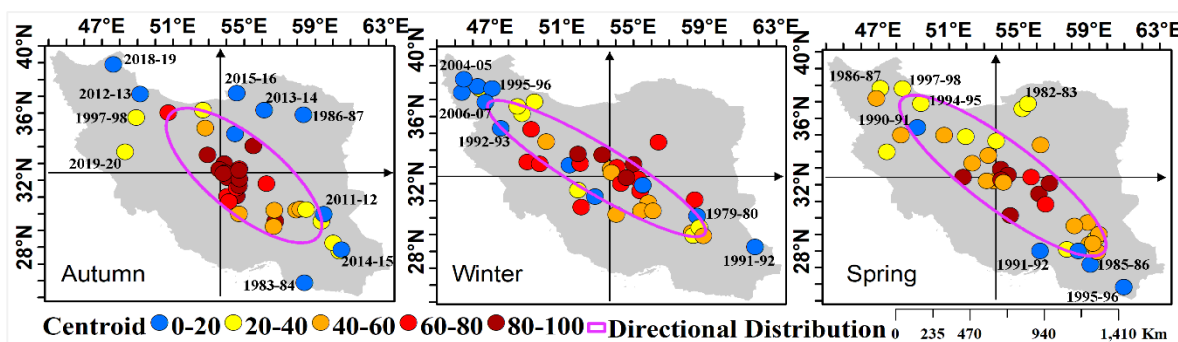 47°E 51°E 55°E 59°E 63°E 47°E 51°E 55°E 59°E 63°E 47°E 51°E 55°E 59°E 63°E
40°N
36°N
32°N
28°N
2018-19
2012-13
1997-98
2019-20
2015-16
2013-14
1986-87
2011-12
2014-15
1983-84
Autumn
40°N
36°N
32°N
28°N
2004-05
1995-96
2006-07
1992-93
1979-80
1991-92
Winter
40°N
36°N
32°N
28°N
1986-87
1997-98
1994-95
1990-91
1982-83
1991-92
1985-86
1995-96
Spring
Centroid 0-20 20-40 40-60 60-80 80-100 Directional Distribution
0 235 470 940 1,410 Km